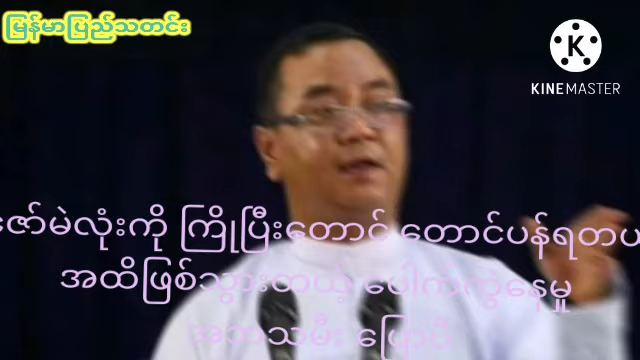 မြန်မာပြည်သတင်း
KINEMASTER
ဇော်မဲလုံးကို ကြိုပြီးတောင် တောင်ပန်ရတပ
အထိဖြစ်သွားတယ့် ပေါက်ကွဲနေမှု